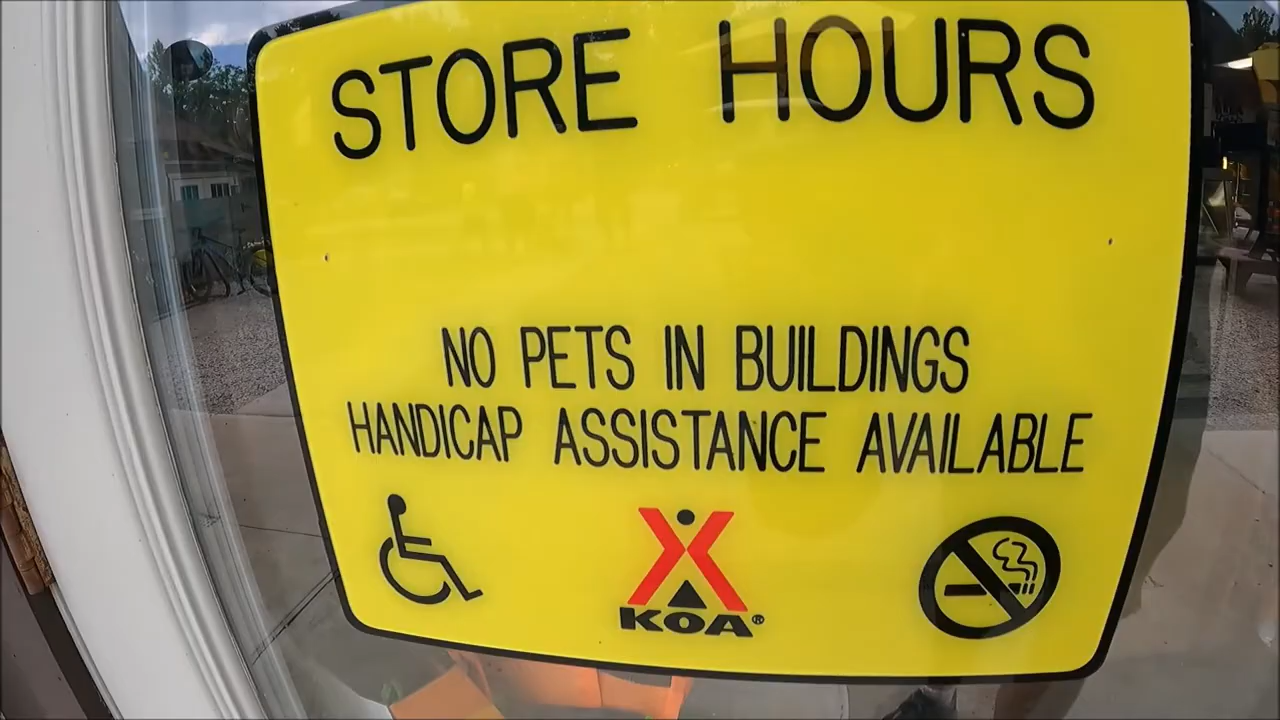 STORE HOURS
NO PETS IN BUILDINGS
HANDICAP ASSISTANCE AVAILABLE
KOA®